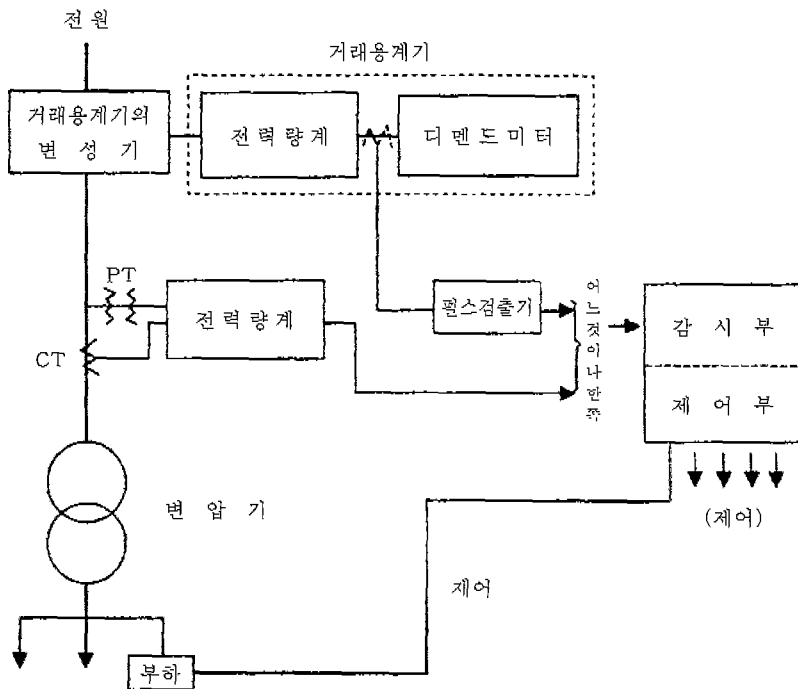 전원
거래용계기
거래용계기의
변 성 기
전 력 량 계
디 멘 드 미 터
PT
전 력 량 계
펄스검출기
어느것이나한쪽
감 시 부
CT
제 어 부
변 압 기
(제어)
제어
부하